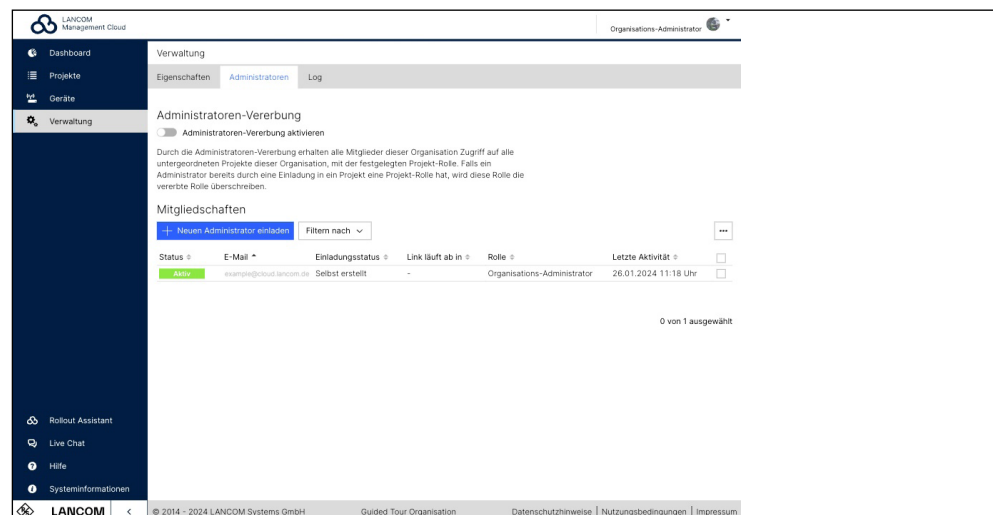 LANCOM
Management Cloud
Organisations-Administrator
Dashboard
Projekte
Geräte
Verwaltung
Verwaltung
Eigenschaften Administratoren Log
Administratoren-Vererbung
Administratoren-Vererbung aktivieren
Durch die Administratoren-Vererbung erhalten alle Mitglieder dieser Organisation Zugriff auf alle
untergeordneten Projekte dieser Organisation, mit der festgelegten Projekt-Rolle. Falls ein
Administrator bereits durch eine Einladung in ein Projekt eine Projekt-Rolle hat, wird diese Rolle die
vererbte Rolle überschreiben.
Mitgliedschaften
Neuen Administrator einladen Filtern nach
Status E-Mail Einladungsstatus Link läuft ab in Rolle Letzte Aktivität
Aktiv example@cloud.lancom.de Selbst erstellt - Organisations-Administrator 26.01.2024 11:18 Uhr
0 von 1 ausgewählt
Rollout Assistant
Live Chat
Hilfe
Systeminformationen
LANCOM
© 2014 - 2024 LANCOM Systems GmbH Guided Tour Organisation Datenschutzhinweise | Nutzungsbedingungen | Impressum